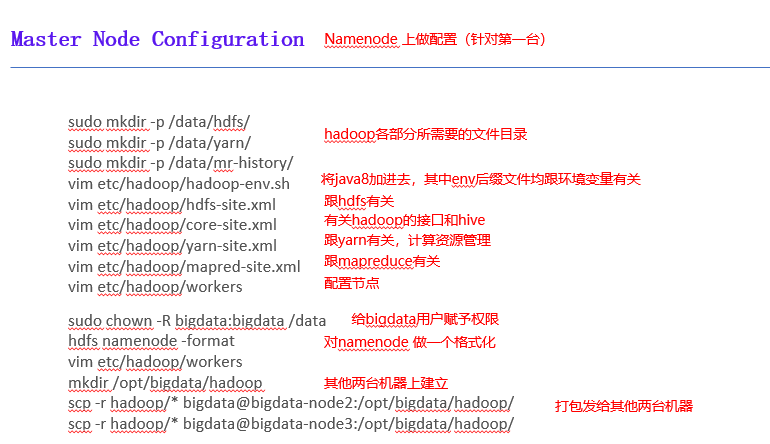 Master Node Configuration Namenode 上做配置（针对第一台）
sudo mkdir -p /data/hdfs/
sudo mkdir -p /data/yarn/ hadoop各部分所需要的文件目录
sudo mkdir -p /data/mr-history/
vim etc/hadoop/hadoop-env.sh 将java8加进去，其中env后缀文件均跟环境变量有关
vim etc/hadoop/hdfs-site.xml 跟hdfs有关
vim etc/hadoop/core-site.xml 有关hadoop的接口和hive
vim etc/hadoop/yarn-site.xml 跟yarn有关，计算资源管理
vim etc/hadoop/mapred-site.xml 跟mapreduce有关
vim etc/hadoop/workers 配置节点
sudo chown -R bigdata:bigdata /data 给bigdata用户赋予权限
hdfs namenode -format 对namenode 做一个格式化
vim etc/hadoop/workers
mkdir /opt/bigdata/hadoop 其他两台机器上建立
scp -r hadoop/* bigdata@bigdata-node2:/opt/bigdata/hadoop/ 打包发给其他两台机器
scp -r hadoop/* bigdata@bigdata-node3:/opt/bigdata/hadoop/